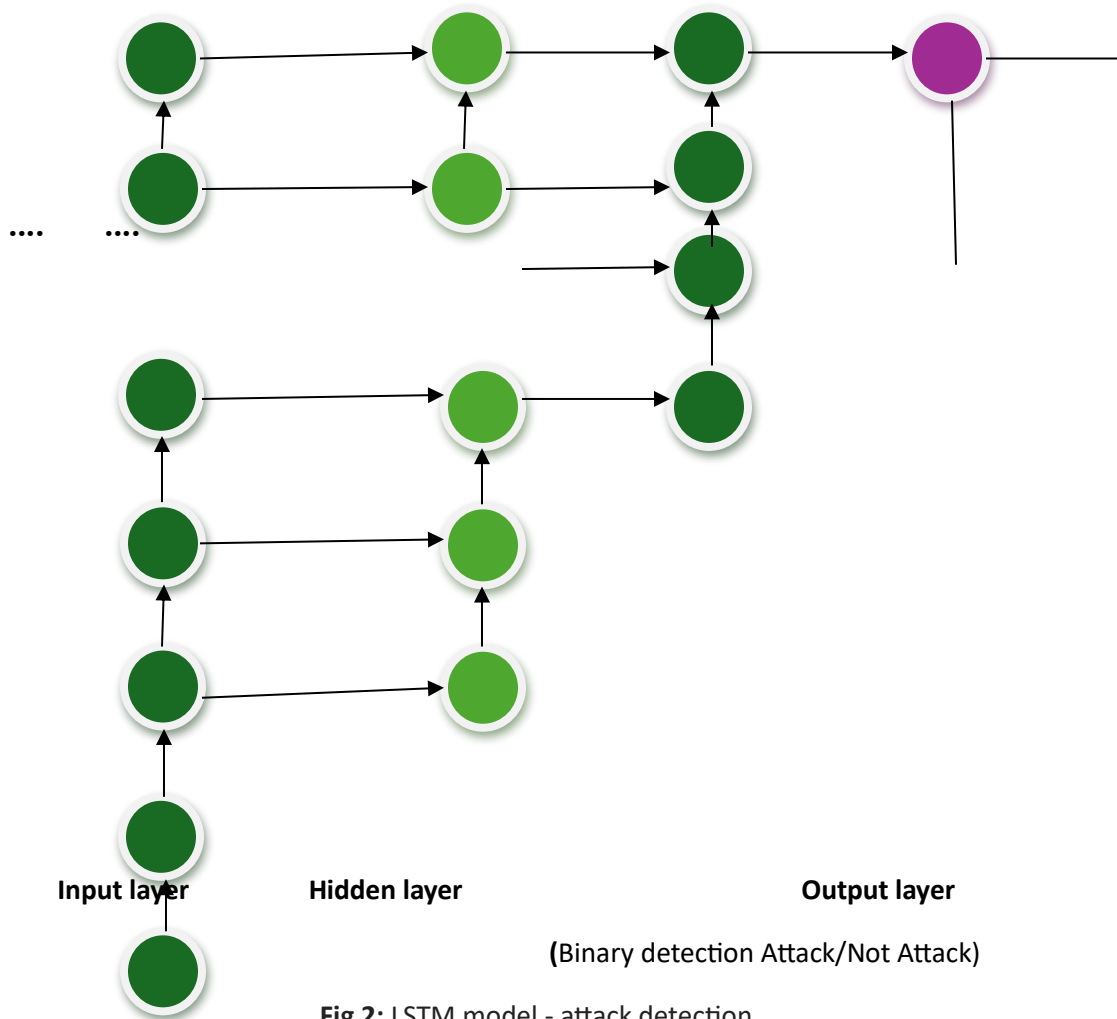 .... ....
Input layer Hidden layer Output layer
(Binary detection Attack/Not Attack)
Fig 2: LSTM model - attack detection